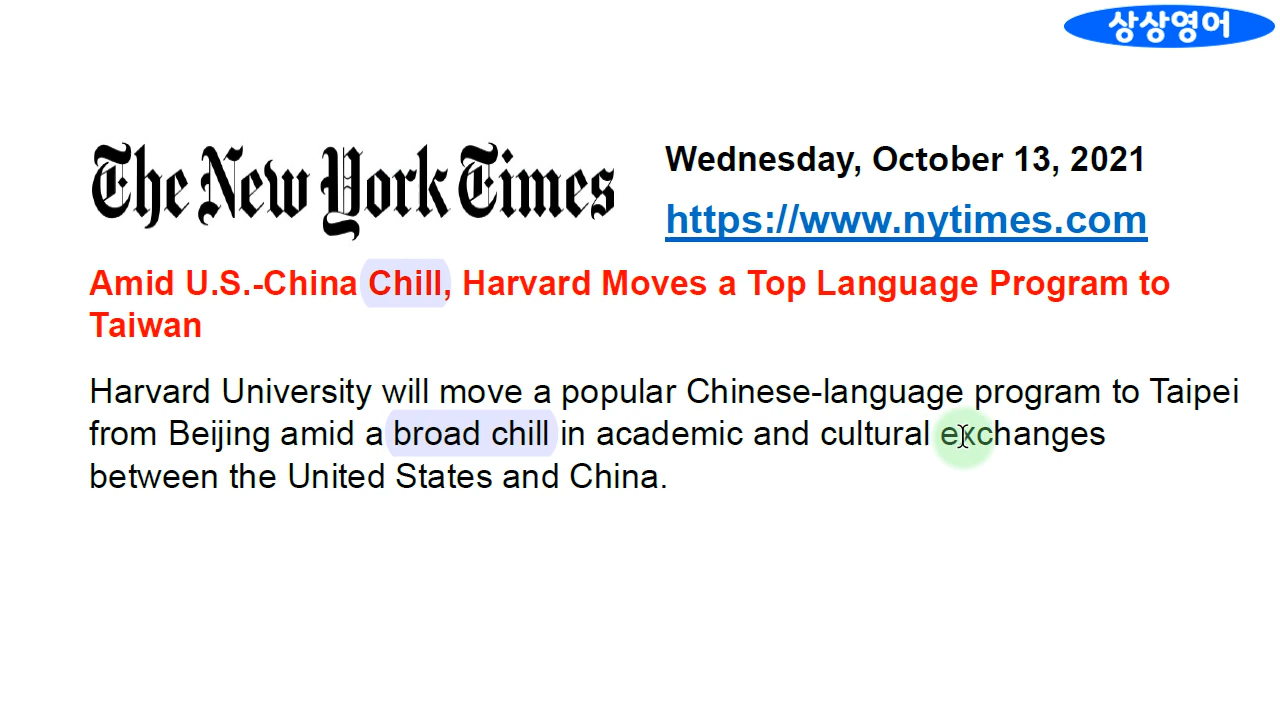 상상영어
The New York Times
Wednesday, October 13, 2021
https://www.nytimes.com
Amid U.S.-China Chill, Harvard Moves a Top Language Program to
Taiwan
Harvard University will move a popular Chinese-language program to Taipei
from Beijing amid a broad chill in academic and cultural exchanges
between the United States and China.